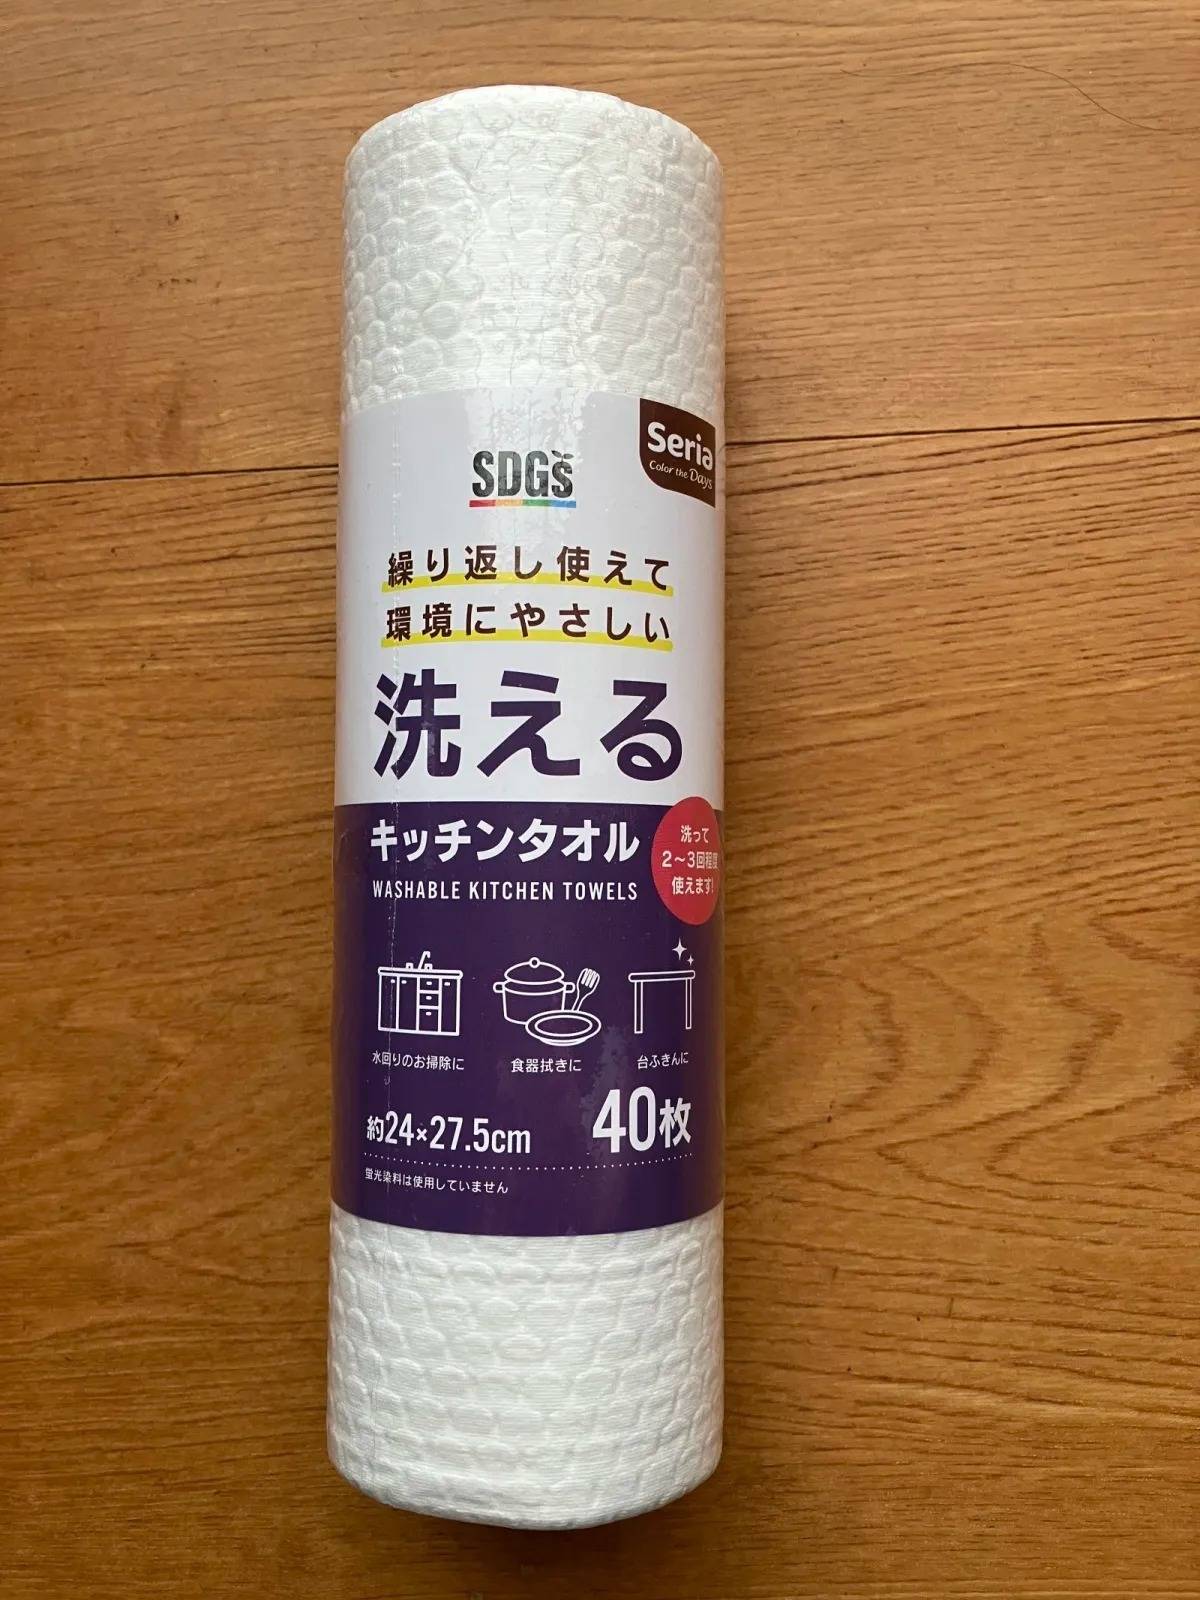 Seria
Color the Days
SDGs
繰り返し使えて
環境にやさしい
洗える
キッチンタオル
WASHABLE KITCHEN TOWELS
洗って
2～3回程度
使えます!
水回りのお掃除に
食器拭きに
台ふきんに
約24×27.5cm
40枚
蛍光染料は使用していません